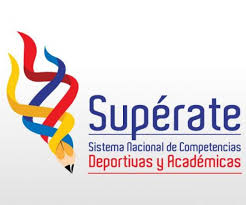 Supérate
Sistema Nacional de Competencias
Deportivas y Académicas